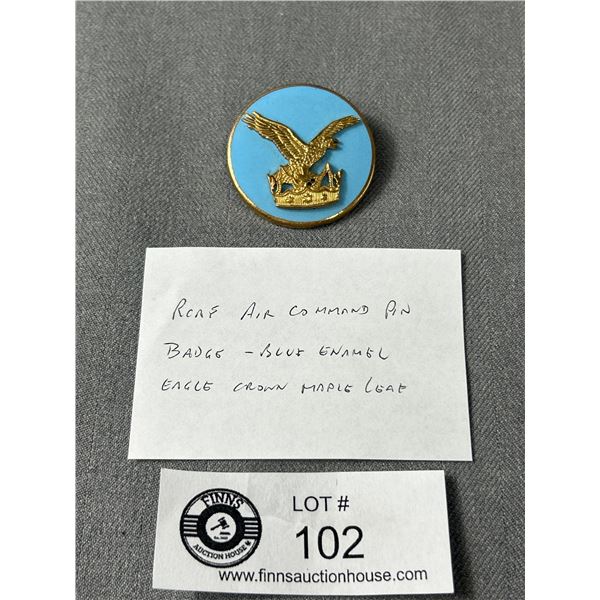 RCAF AIR COMMAND PIN
BADGE - BLUE ENAMEL
EAGLE CROWN MAPLE LEAF
FINNS
AUCTION HOUSE
LOT #
102
www.finnsauctionhouse.com